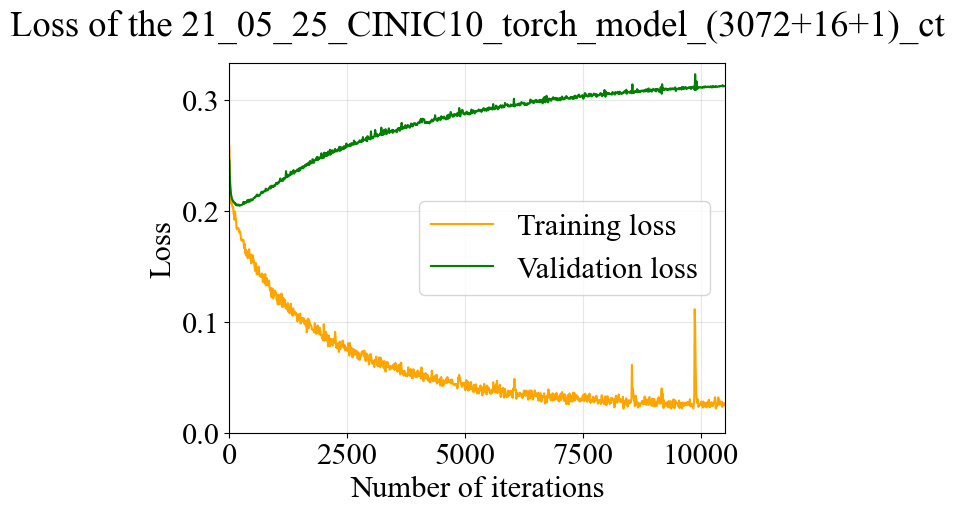 Loss of the 21_05_25_CINIC10_torch_model_(3072+16+1)_ct
0.3
0.2
0.1
0.0
Loss
Training loss
Validation loss
0 2500 5000 7500 10000
Number of iterations